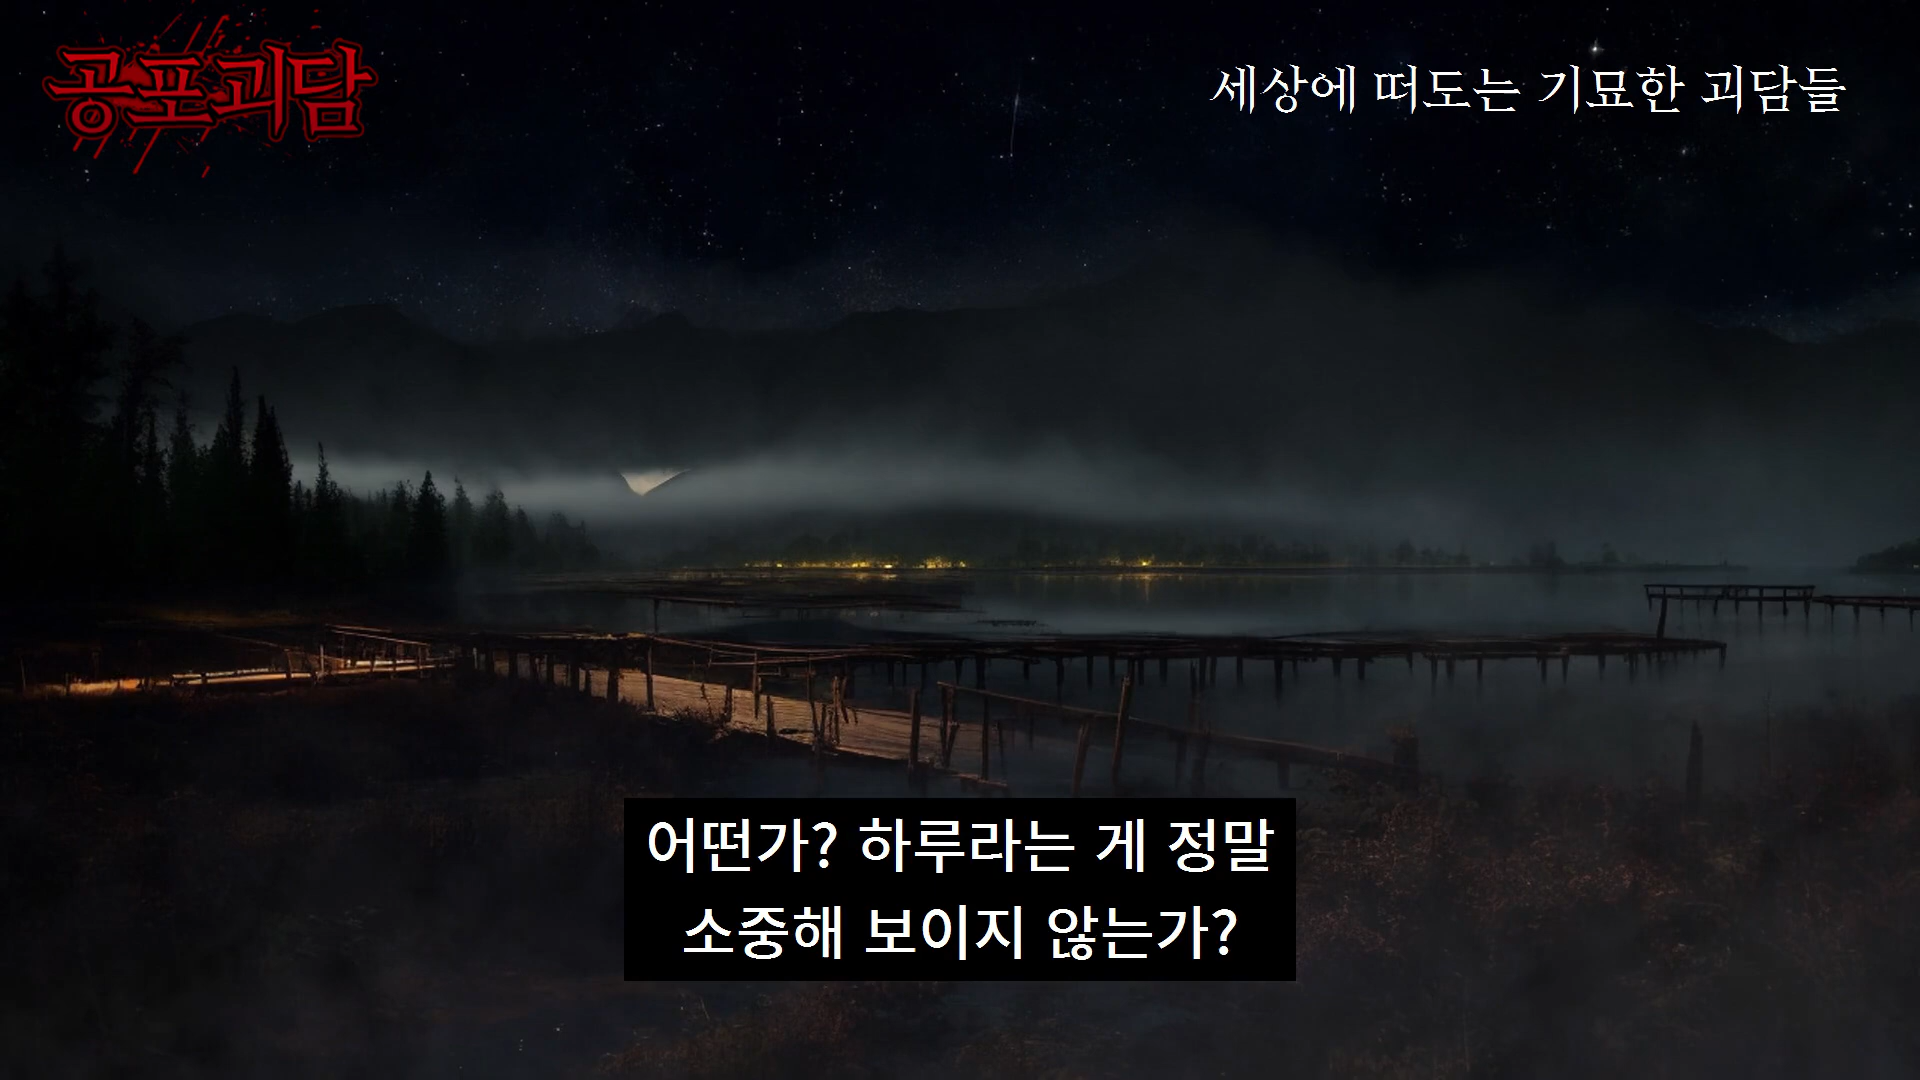 공포괴담
세상에 떠도는 기묘한 괴담들
어떤가? 하루라는 게 정말
소중해 보이지 않는가?